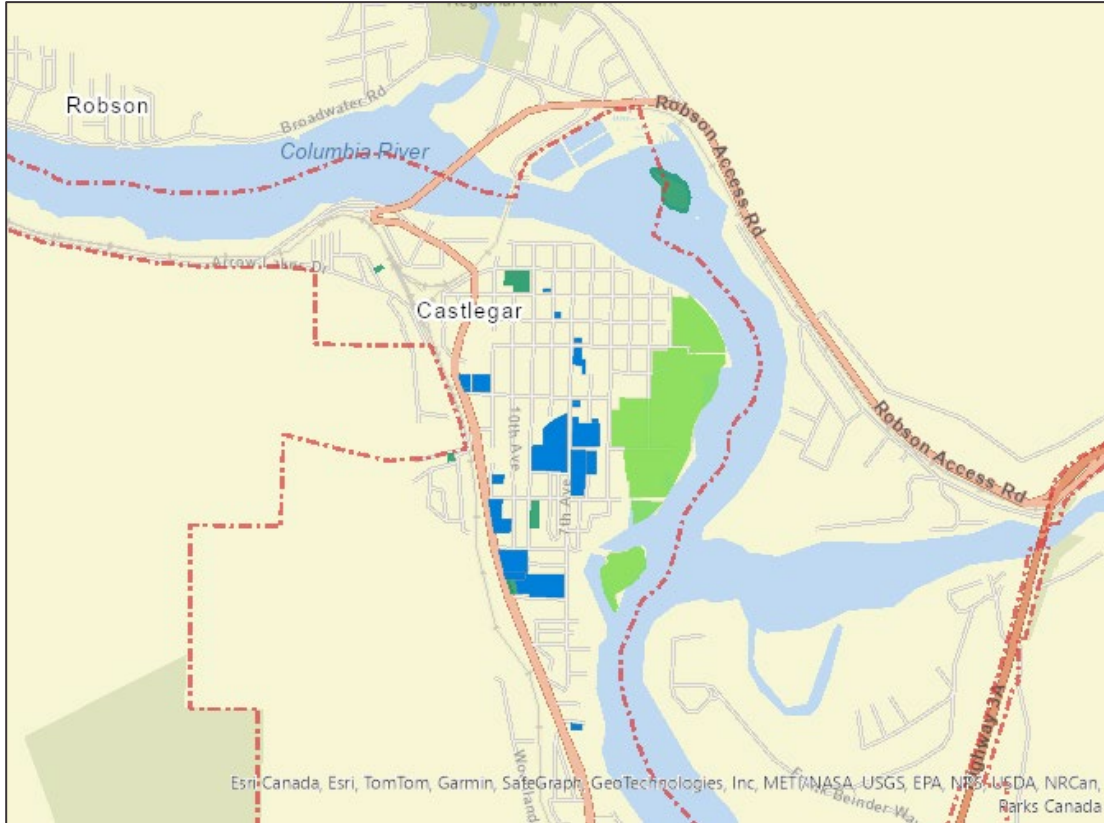 Regional Park
Robson
Broadwater Rd
Robson Access Rd
Columbia River
Arrow Lakes Dr
Castlegar
10th Ave
7th Ave
Robson Access Rd
Highway 3A
Esri Canada, Esri, TomTom, Garmin, SafeGraph, GeoTechnologies, Inc, METI/NASA, USGS, EPA, NPS, USDA, NRCan,
Parks Canada